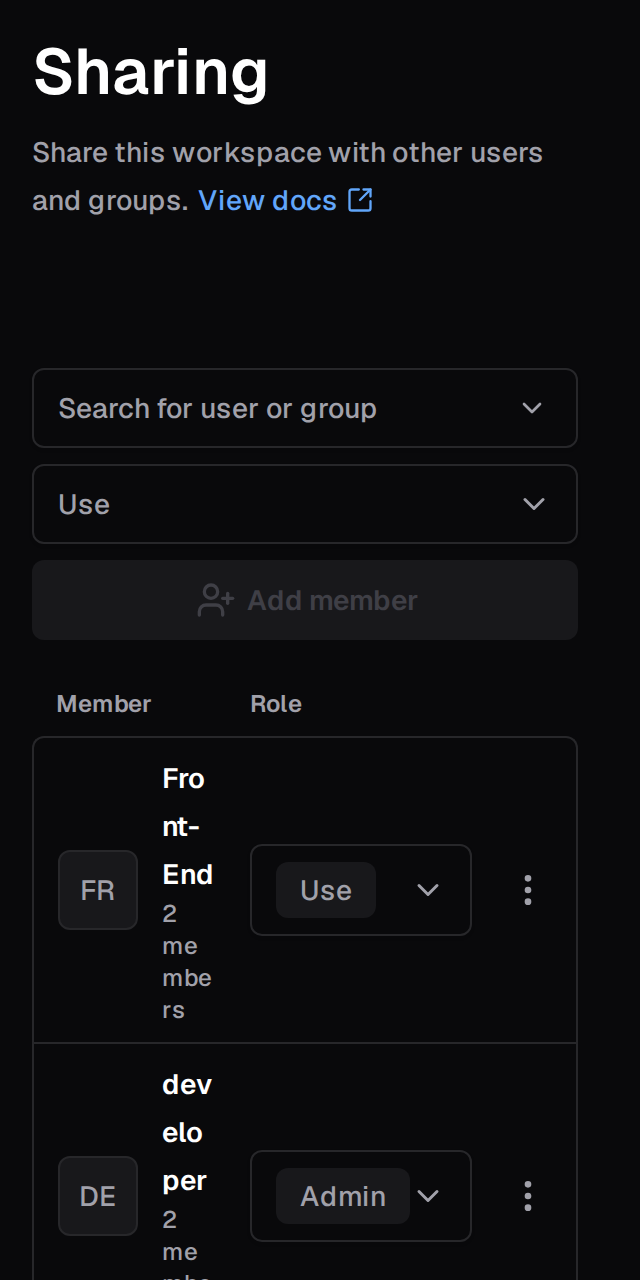 Sharing
Share this workspace with other users
and groups. View docs
Search for user or group
Use
Add member
Member Role
Fro
nt-
End
2
me
mbe
rs
FR
Use
dev
elo
per
2
me
DE
Admin